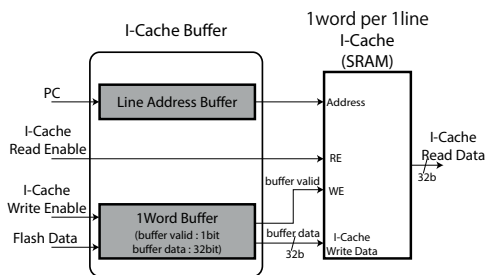 I-Cache Buffer
1word per 1line
I-Cache
(SRAM)
PC
Line Address Buffer
Address
I-Cache
Read Enable
RE
I-Cache
Read Data
32b
buffer valid
WE
I-Cache
Write Enable
1Word Buffer
(buffer valid : 1bit
buffer data : 32bit)
Flash Data
buffer data
32b
I-Cache
Write Data